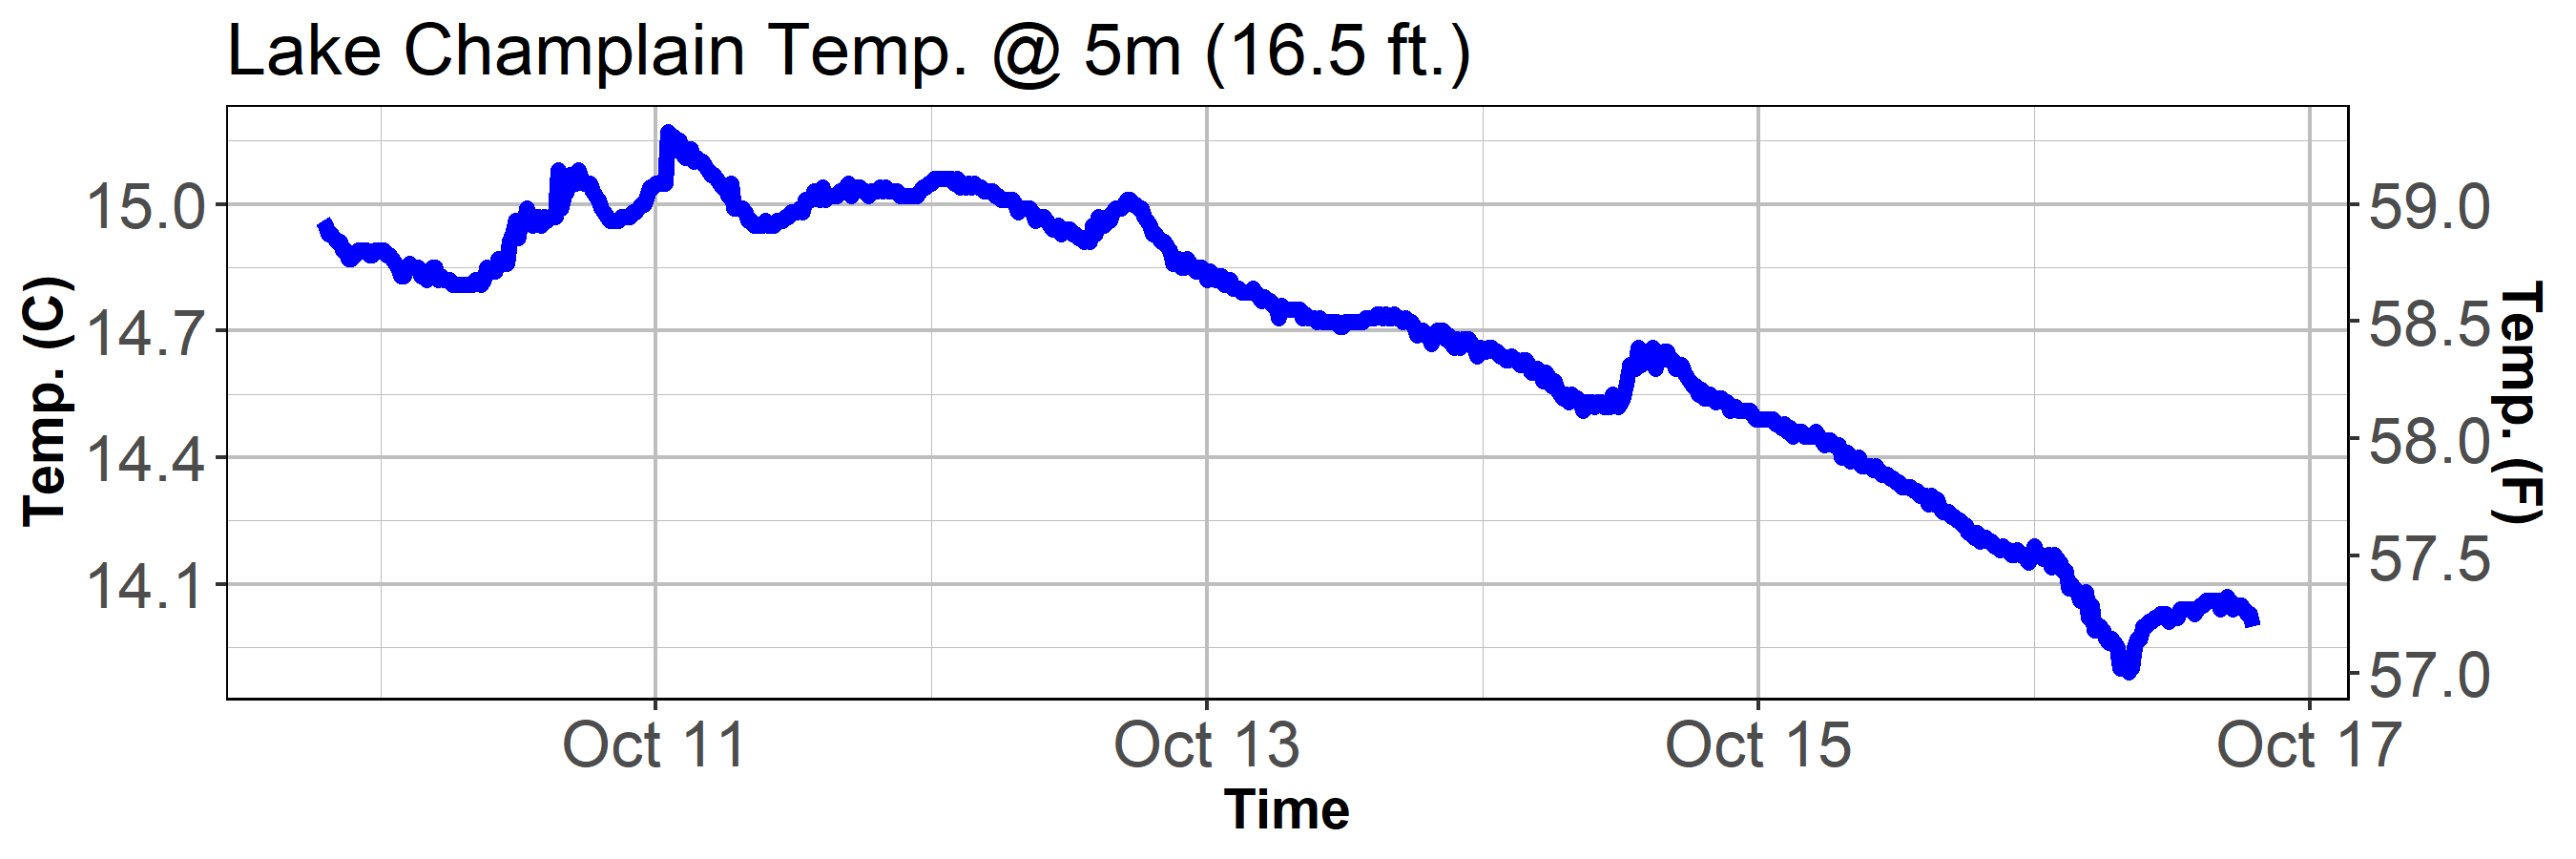 Lake Champlain Temp. @ 5m (16.5 ft.)
Temp. (C)
15.0
14.7
14.4
14.1
59.0
58.5
58.0
57.5
57.0
Temp. (F)
Oct 11
Oct 13
Oct 15
Oct 17
Time